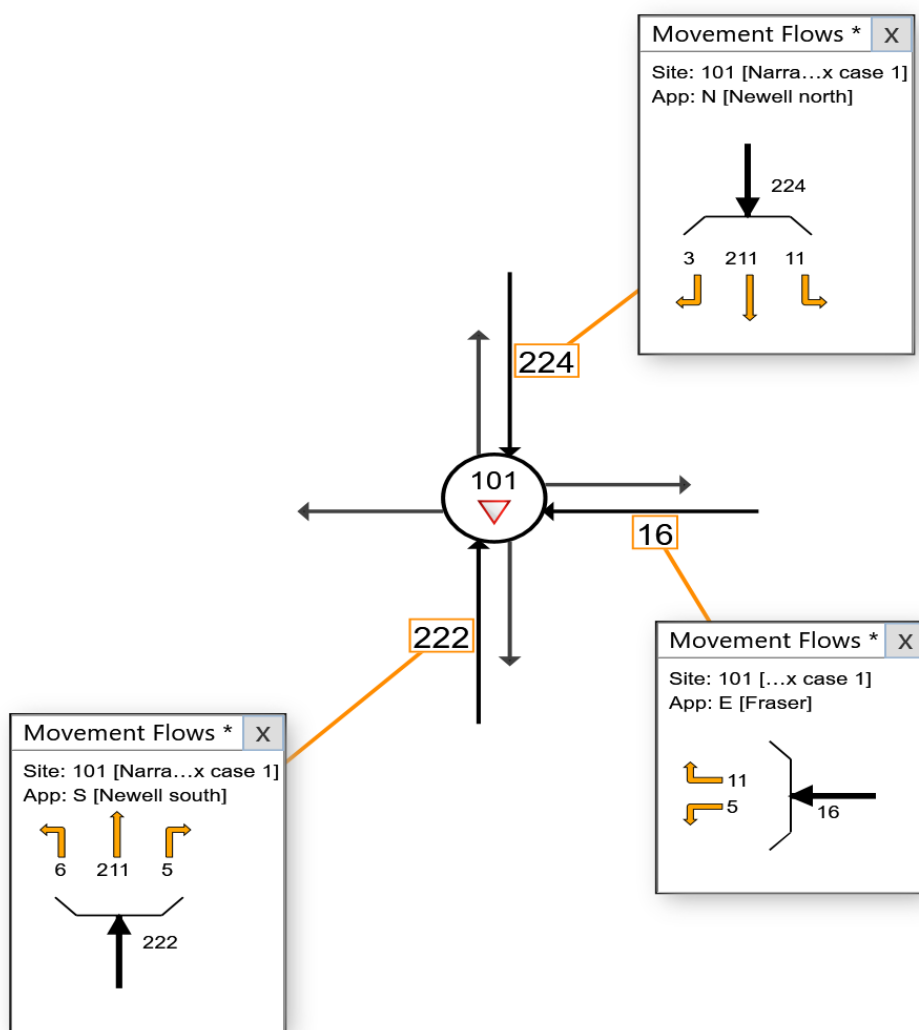 Movement Flows * X
Site: 101 [Narra…x case 1]
App: N [Newell north]
224
3 211 11
224
101
16
222
Movement Flows * X
Site: 101 […x case 1]
App: E [Fraser]
11
5
16
Movement Flows * X
Site: 101 [Narra…x case 1]
App: S [Newell south]
6 211 5
222